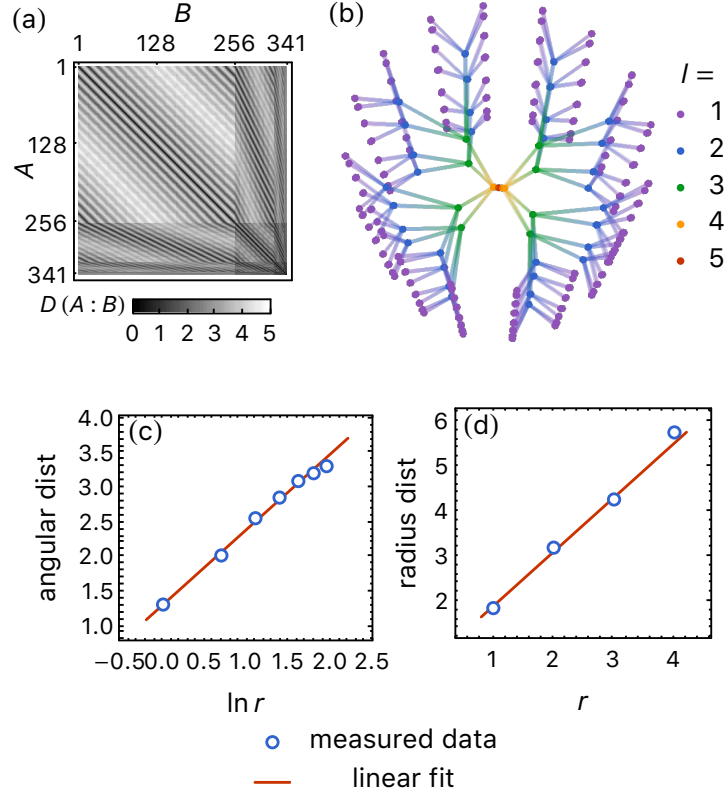 (a)
B
1 128 256 341
1
128
256
341
A
D (A : B)
0 1 2 3 4 5
(b)
l =
1
2
3
4
5
(c)
4.0
3.5
3.0
2.5
2.0
1.5
1.0
angular dist
−0.5 0.0 0.5 1.0 1.5 2.0 2.5
ln r
(d)
6
5
4
3
2
radius dist
1 2 3 4
r
measured data
linear fit